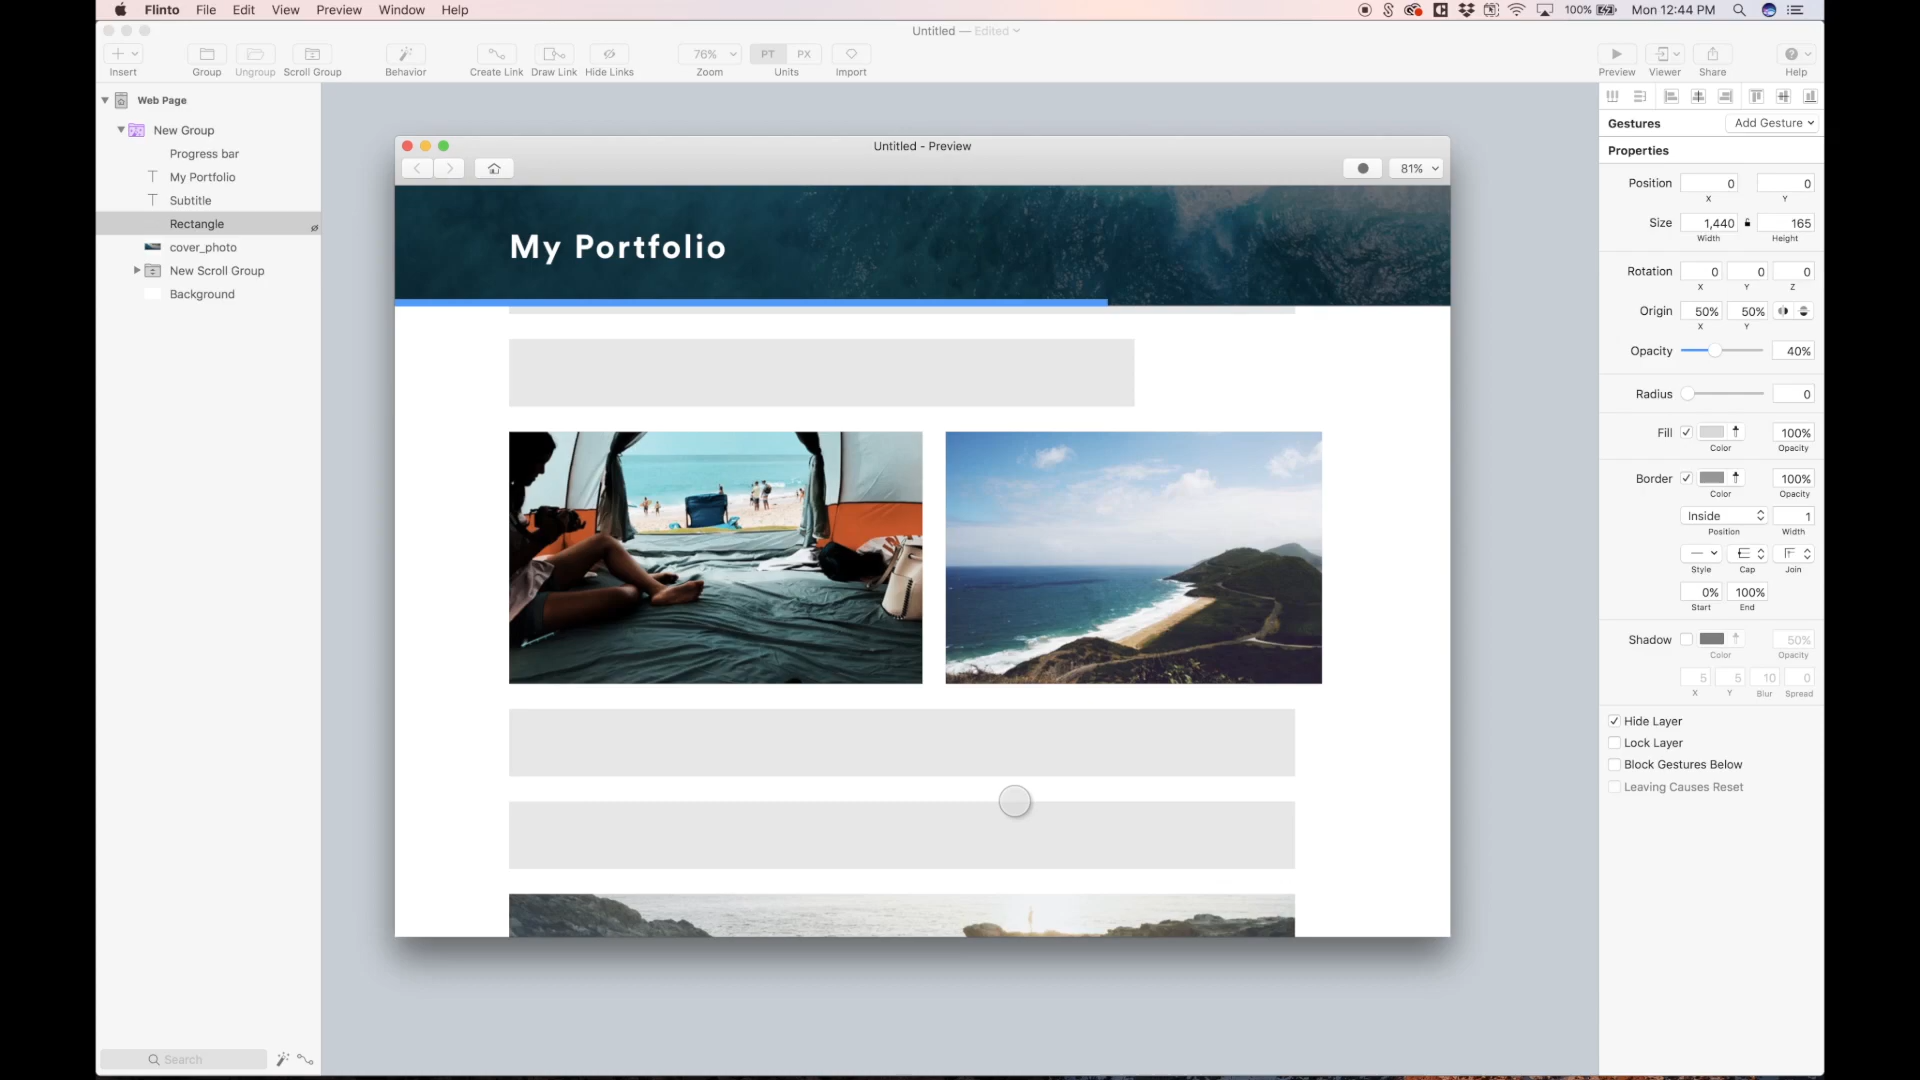 Flinto File Edit View Preview Window Help 100% Mon 12:44 PM
Untitled — Edited
76% PT PX
Insert Group Ungroup Scroll Group Behavior Create Link Draw Link Hide Links Zoom Units Import Preview Viewer Share Help
Web Page
New Group
Progress bar
My Portfolio
Subtitle
Rectangle
cover_photo
New Scroll Group
Background
Search
Untitled - Preview
81%
My Portfolio
Gestures Add Gesture
Properties
Position 0 0
X Y
Size 1,440 165
Width Height
Rotation 0 0 0
X Y Z
Origin 50% 50%
X Y
Opacity 40%
Radius 0
Fill 100%
Color Opacity
Border 100%
Color Opacity
Inside 1
Position Width
Style Cap Join
0% 100%
Start End
Shadow 50%
Color Opacity
5 5 10 0
X Y Blur Spread
Hide Layer
Lock Layer
Block Gestures Below
Leaving Causes Reset